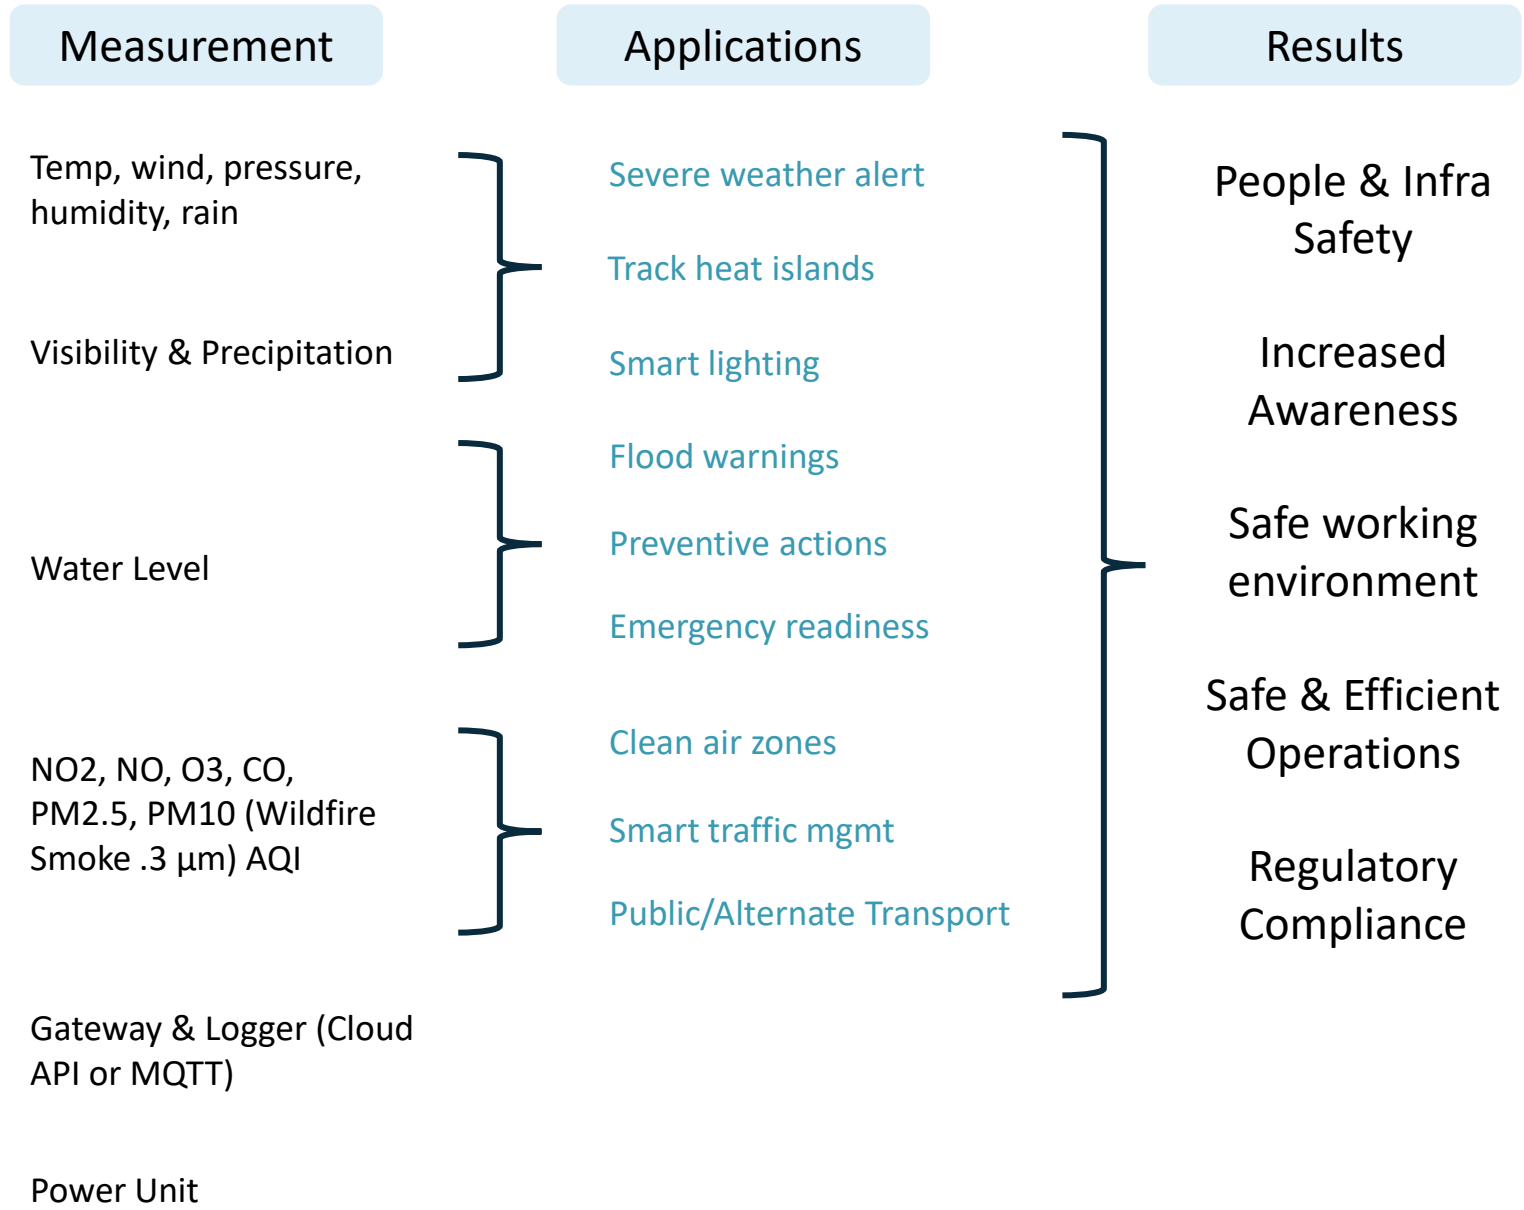 Measurement
Applications
Results
Temp, wind, pressure,
humidity, rain
Visibility & Precipitation
Water Level
NO2, NO, O3, CO,
PM2.5, PM10 (Wildfire
Smoke .3 µm) AQI
Gateway & Logger (Cloud
API or MQTT)
Power Unit
Severe weather alert
Track heat islands
Smart lighting
Flood warnings
Preventive actions
Emergency readiness
Clean air zones
Smart traffic mgmt
Public/Alternate Transport
People & Infra
Safety
Increased
Awareness
Safe working
environment
Safe & Efficient
Operations
Regulatory
Compliance